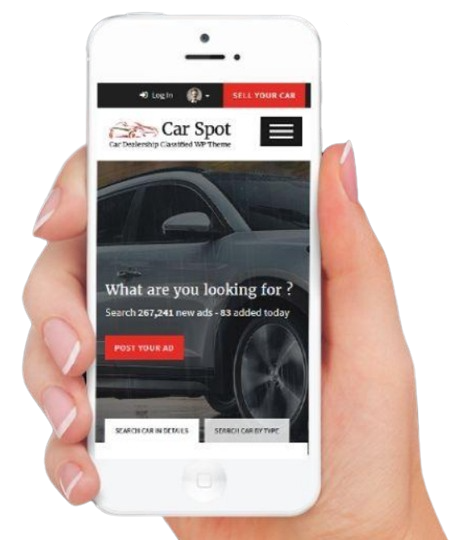 Log In
SELL YOUR CAR
Car Spot
Car Dealership Classified WP Theme
What are you looking for ?
Search 267,241 new ads - 83 added today
POST YOUR AD
SEARCH CAR IN DETAILS
SEARCH CAR BY TYPE